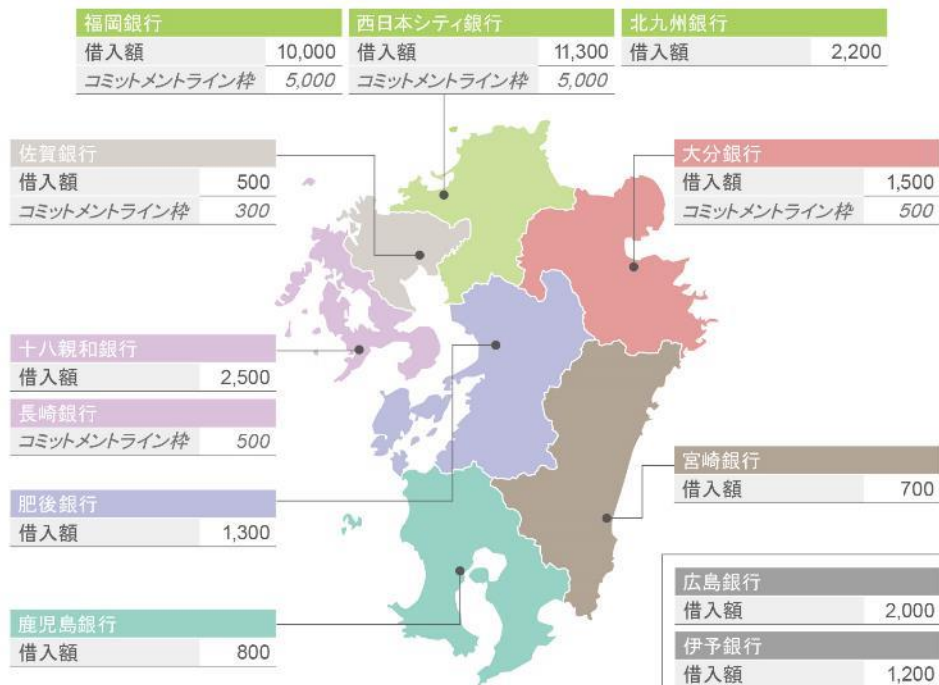 福岡銀行
借入額 10,000
コミットメントライン枠 5,000
西日本シティ銀行
借入額 11,300
コミットメントライン枠 5,000
北九州銀行
借入額 2,200
佐賀銀行
借入額 500
コミットメントライン枠 300
大分銀行
借入額 1,500
コミットメントライン枠 500
十八親和銀行
借入額 2,500
長崎銀行
コミットメントライン枠 500
肥後銀行
借入額 1,300
宮崎銀行
借入額 700
鹿児島銀行
借入額 800
広島銀行
借入額 2,000
伊予銀行
借入額 1,200